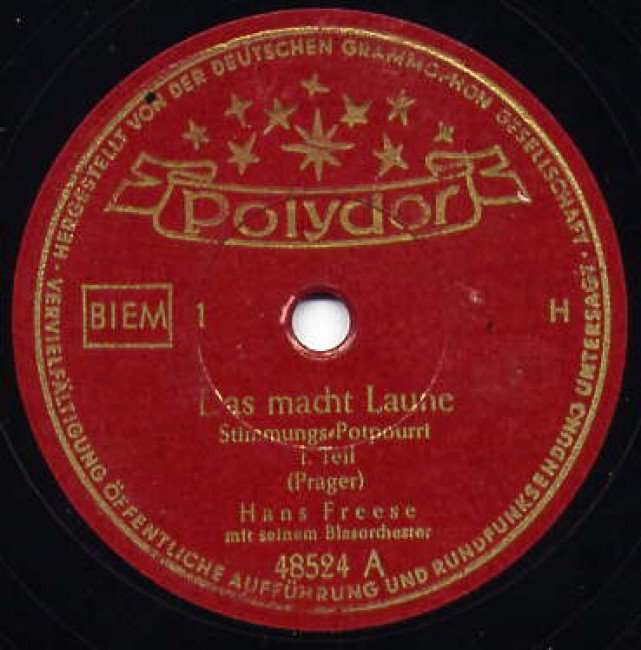 HERGESTELLT VON DER DEUTSCHEN GRAMMOPHON GESELLSCHAFT ·
Polydor
BIEM 1 H
Das macht Laune
Stimmungs-Potpourri
1. Teil
(Prager)
Hans Freese
mit seinem Blasorchester
48524 A
· VERVIELFÄLTIGUNG ÖFFENTLICHE AUFFÜHRUNG UND RUNDFUNKSENDUNG UNTERSAGT ·